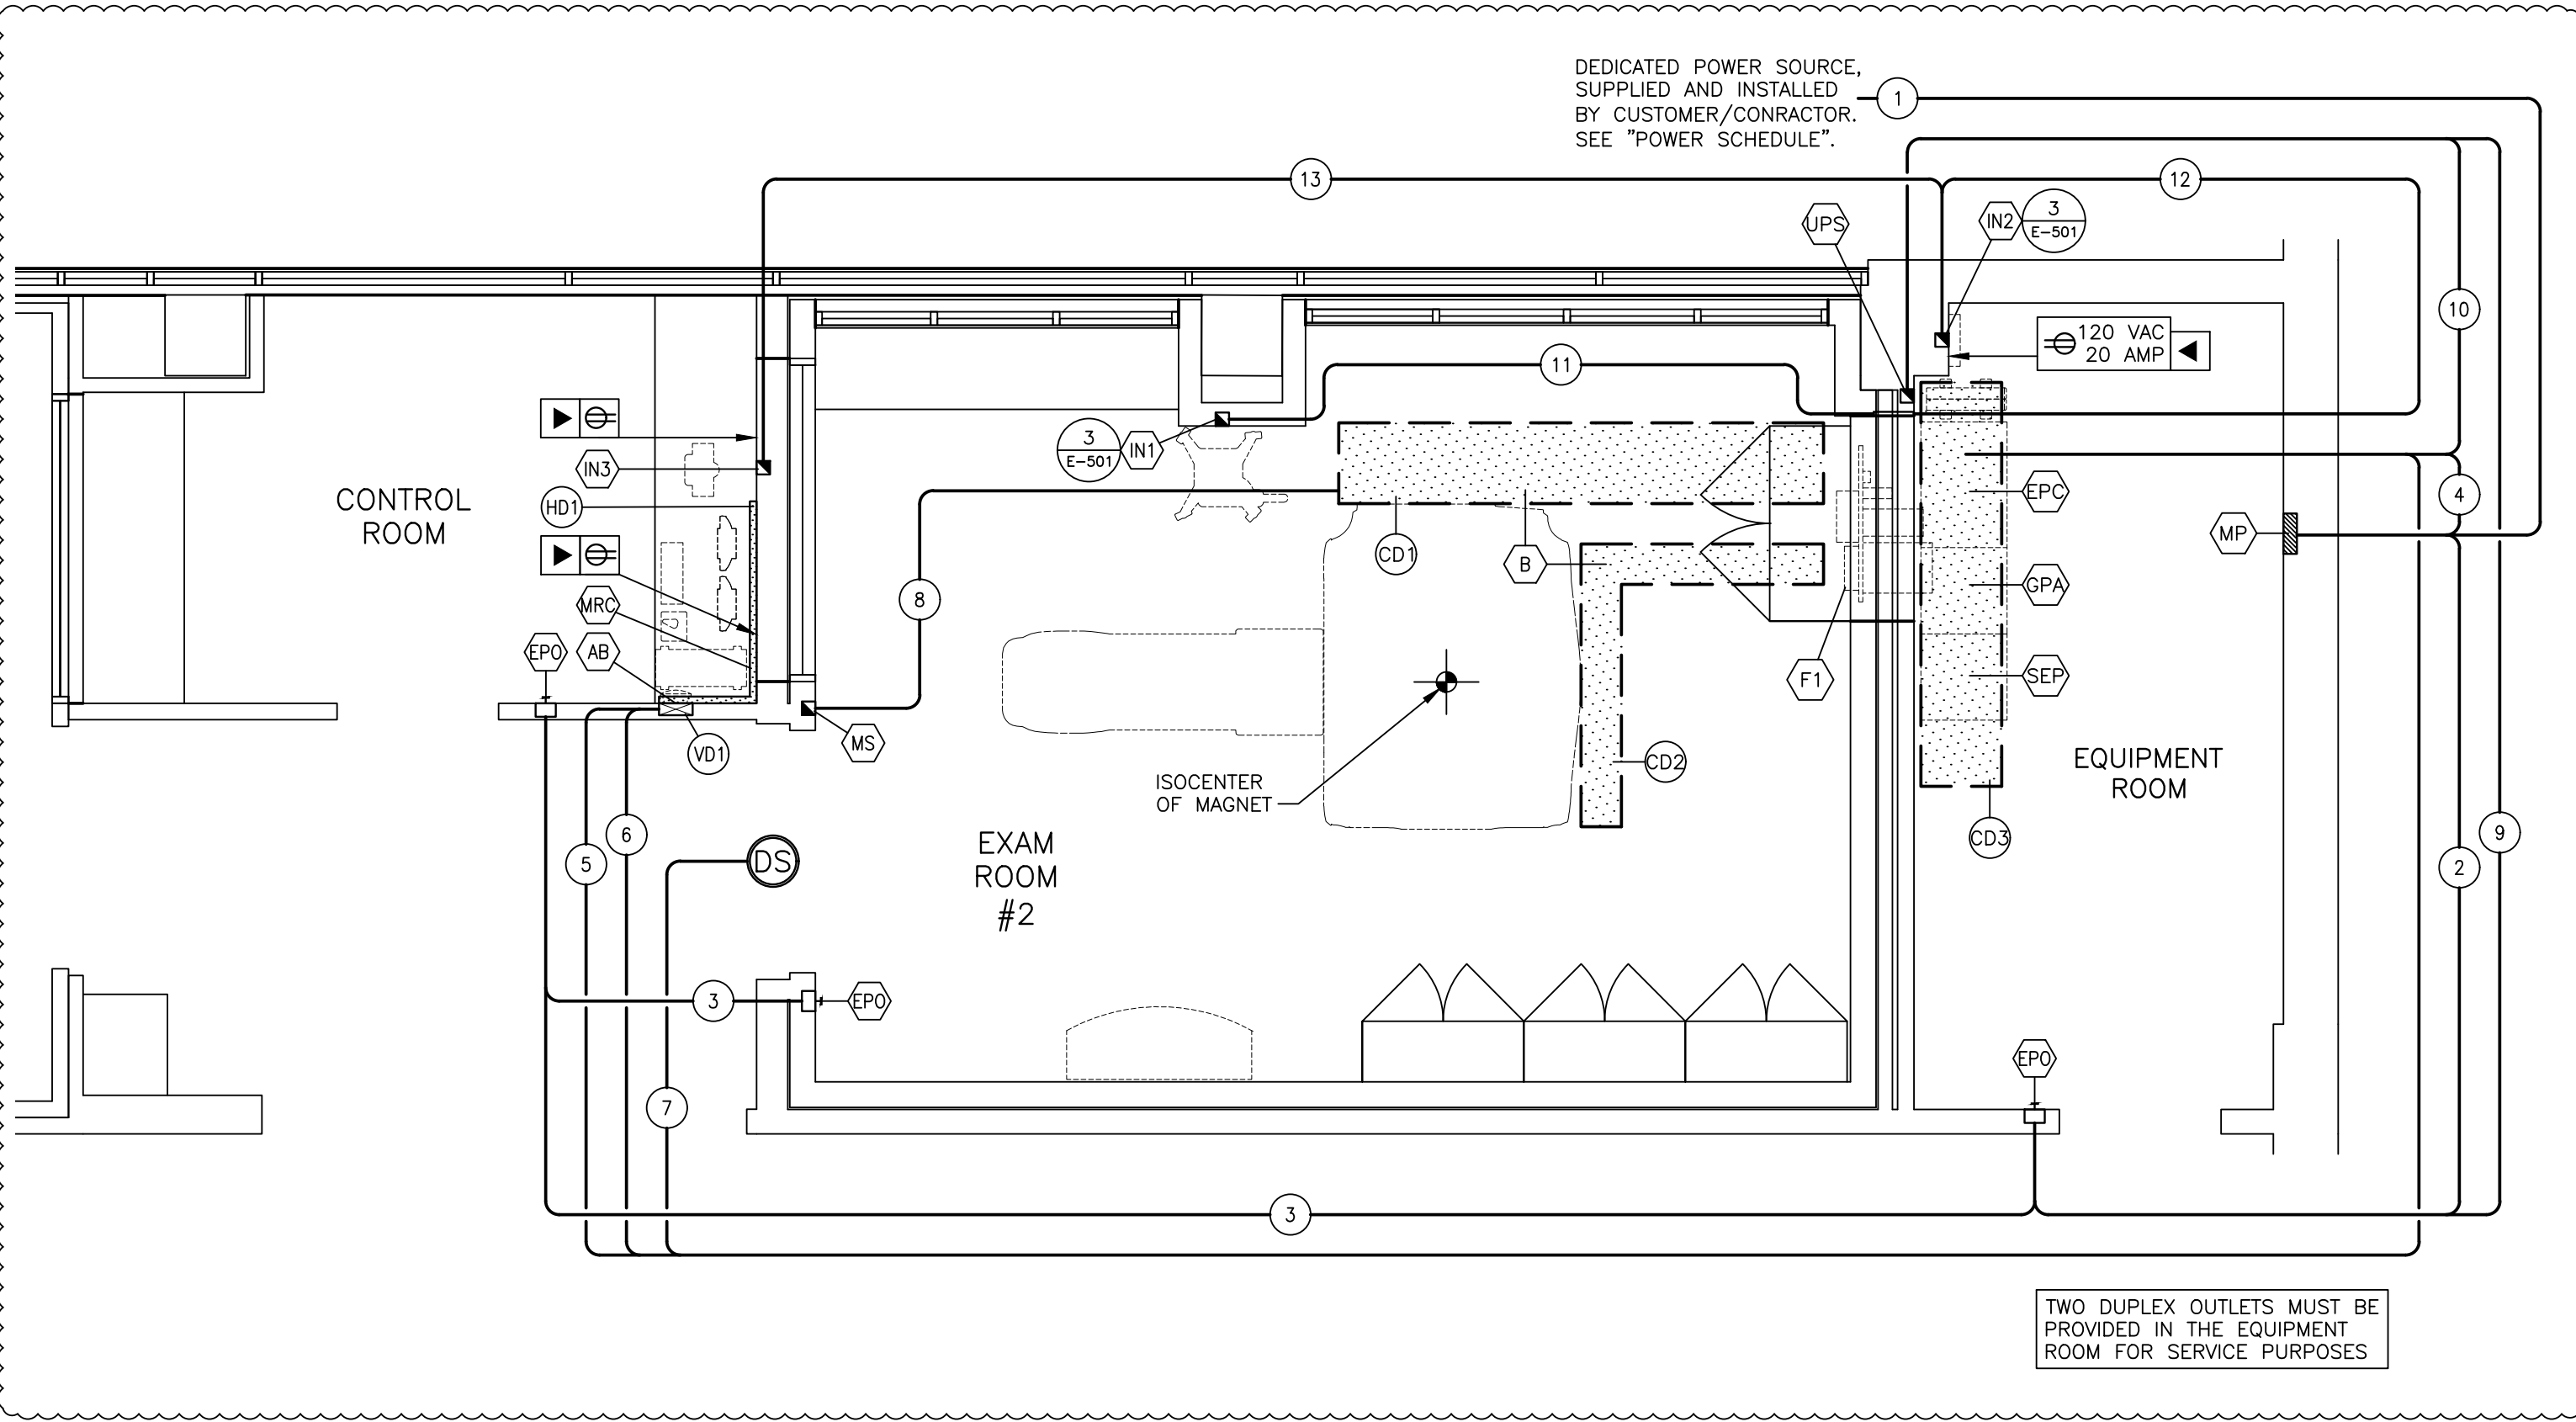 DEDICATED POWER SOURCE,
SUPPLIED AND INSTALLED
BY CUSTOMER/CONRACTOR.
SEE "POWER SCHEDULE".
1
13
12
UPS
IN2
3
E-501
10
120 VAC
20 AMP
11
3
E-501
IN1
IN3
HD1
CONTROL
ROOM
EPC
4
MP
CD1
B
GPA
8
MRC
EPO
AB
F1
SEP
VD1
MS
CD2
EQUIPMENT
ROOM
ISOCENTER
OF MAGNET
6
5
DS
EXAM
ROOM
#2
CD3
9
2
3
EPO
7
EPO
3
TWO DUPLEX OUTLETS MUST BE
PROVIDED IN THE EQUIPMENT
ROOM FOR SERVICE PURPOSES